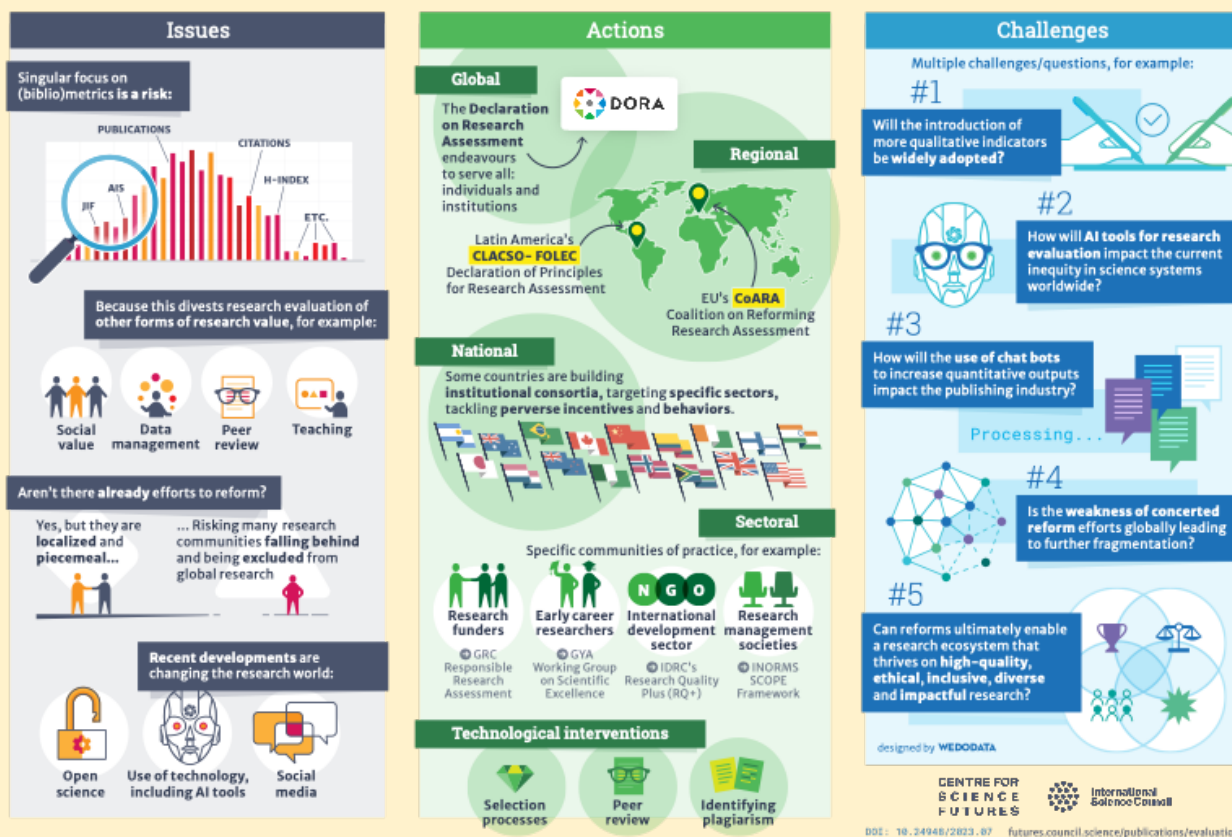 Issues
Singular focus on
(biblio)metrics is a risk:
PUBLICATIONS
CITATIONS
H-INDEX
AIS
JIF
ETC.
Because this divests research evaluation of
other forms of research value, for example:
Social
value
Data
management
Peer
review
Teaching
Aren't there already efforts to reform?
Yes, but they are
localized and
piecemeal...
... Risking many research
communities falling behind
and being excluded from
global research
Recent developments are
changing the research world:
Open
science
Use of technology,
including AI tools
Social
media
Actions
Global
The Declaration
on Research
Assessment
endeavours
to serve all:
individuals and
institutions
DORA
Regional
Latin America's
CLACSO- FOLEC
Declaration of Principles
for Research Assessment
EU's CoARA
Coalition on Reforming
Research Assessment
National
Some countries are building
institutional consortia, targeting specific sectors,
tackling perverse incentives and behaviors.
Sectoral
Specific communities of practice, for example:
Research
funders
GRC
Responsible
Research
Assessment
Early career
researchers
GYA
Working Group
on Scientific
Excellence
NGO
International
development
sector
IDRC's
Research Quality
Plus (RQ+)
Research
management
societies
INORMS
SCOPE
Framework
Technological interventions
Selection
processes
Peer
review
Identifying
plagiarism
Challenges
Multiple challenges/questions, for example:
#1
Will the introduction of
more qualitative indicators
be widely adopted?
#2
How will AI tools for research
evaluation impact the current
inequity in science systems
worldwide?
#3
How will the use of chat bots
to increase quantitative outputs
impact the publishing industry?
Processing...
#4
Is the weakness of concerted
reform efforts globally leading
to further fragmentation?
#5
Can reforms ultimately enable
a research ecosystem that
thrives on high-quality,
ethical, inclusive, diverse
and impactful research?
designed by WEDODATA
CENTRE FOR
SCIENCE
FUTURES
International
Science Council
DOI: 10.24948/2023.07 futures.council.science/publications/evaluatio